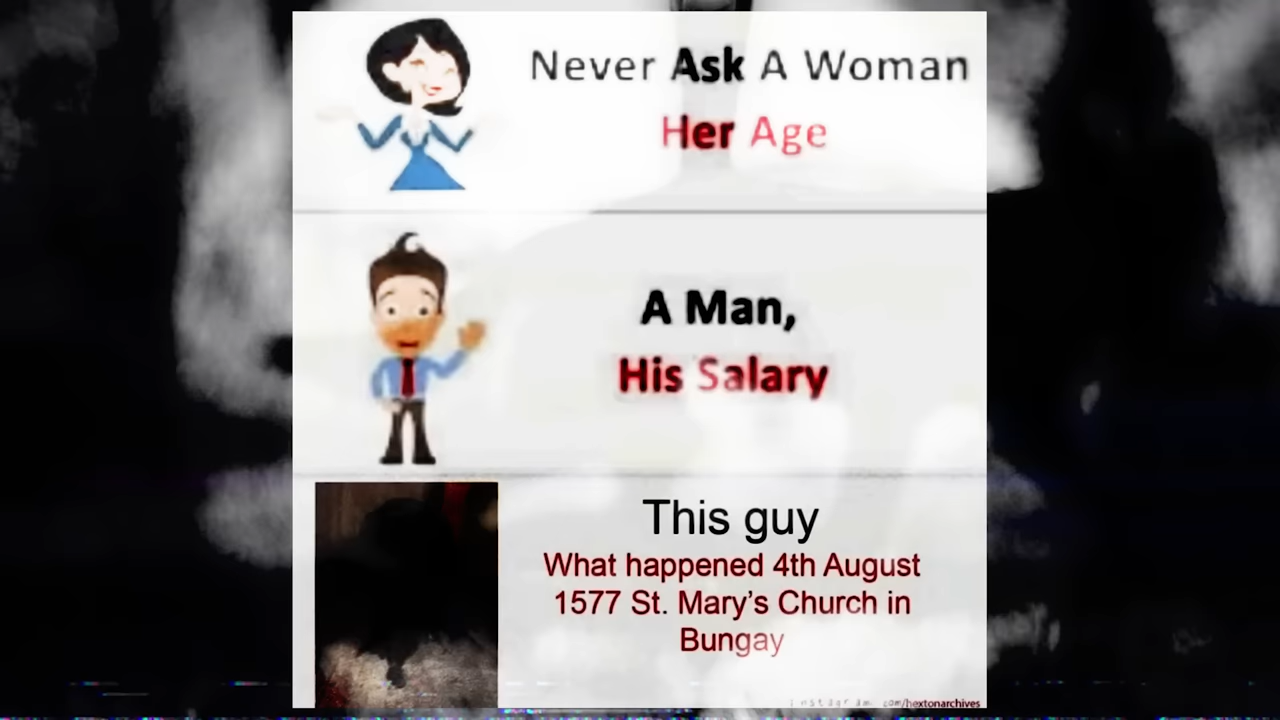 Never Ask A Woman
Her Age
A Man,
His Salary
This guy
What happened 4th August
1577 St. Mary’s Church in
Bungay
/hextonarchives